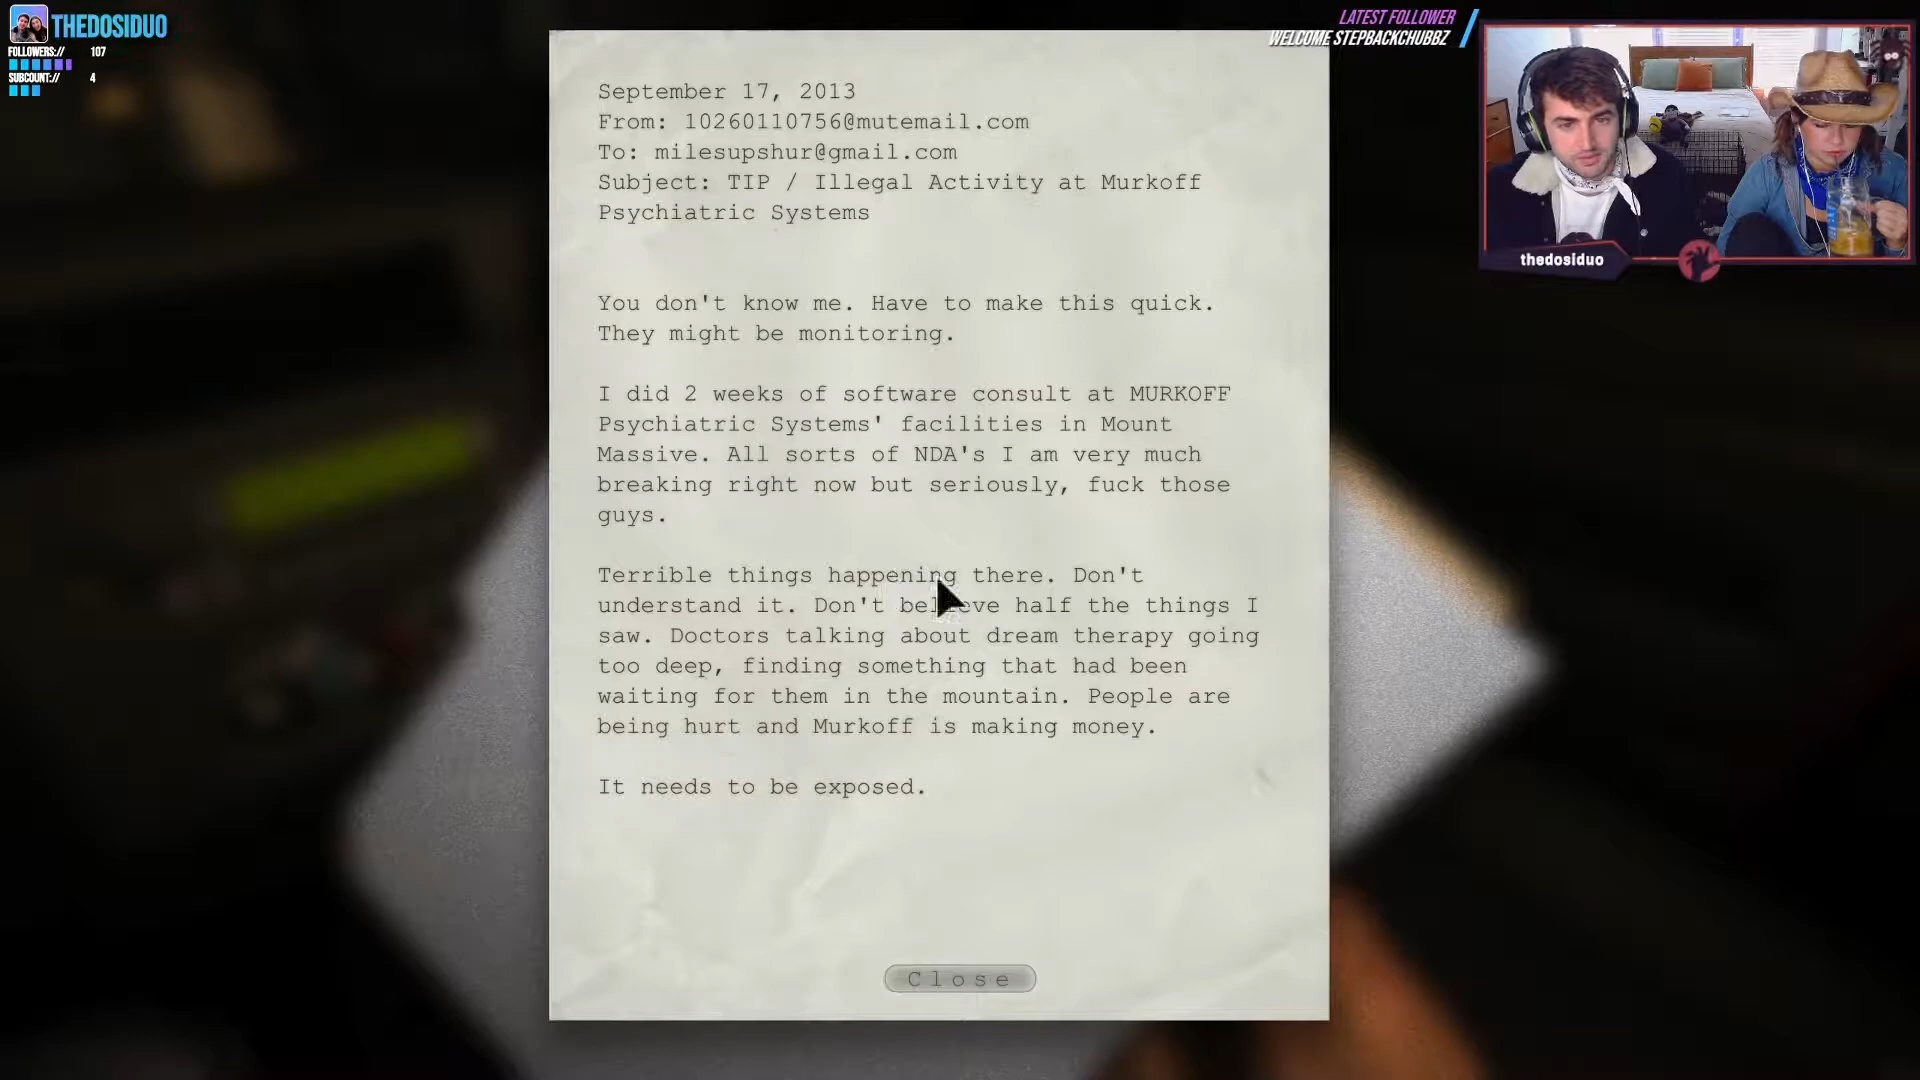 THEDOSIDUO
FOLLOWERS:// 107
SUBCOUNT:// 4
LATEST FOLLOWER
WELCOME STEPBACKCHUBBZ
thedosiduo
September 17, 2013
From: 10260110756@mutemail.com
To: milesupshur@gmail.com
Subject: TIP / Illegal Activity at Murkoff
Psychiatric Systems
You don't know me. Have to make this quick.
They might be monitoring.
I did 2 weeks of software consult at MURKOFF
Psychiatric Systems' facilities in Mount
Massive. All sorts of NDA's I am very much
breaking right now but seriously, fuck those
guys.
Terrible things happening there. Don't
understand it. Don't believe half the things I
saw. Doctors talking about dream therapy going
too deep, finding something that had been
waiting for them in the mountain. People are
being hurt and Murkoff is making money.
It needs to be exposed.
Close